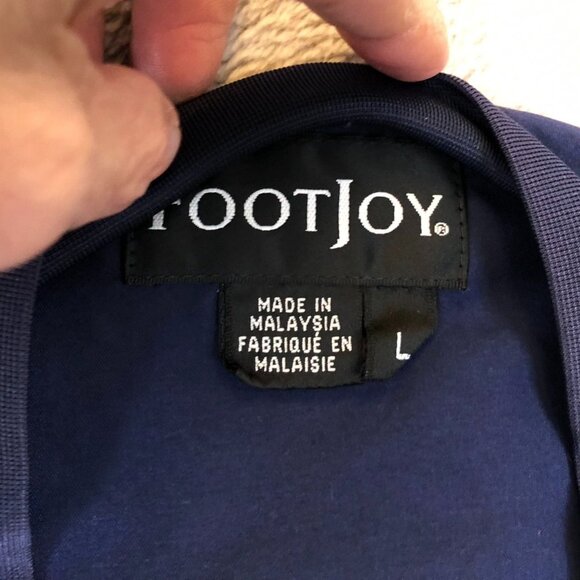 FOOTJOY®
MADE IN
MALAYSIA
FABRIQUÉ EN
MALAISIE
L